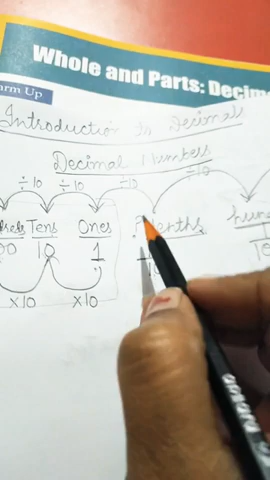 Whole and Parts: Decim
arm Up
Introduction to Decimals
Decimal Numbers
÷10 ÷10 ÷10 ÷10
Tens Ones
10 1
×10 ×10